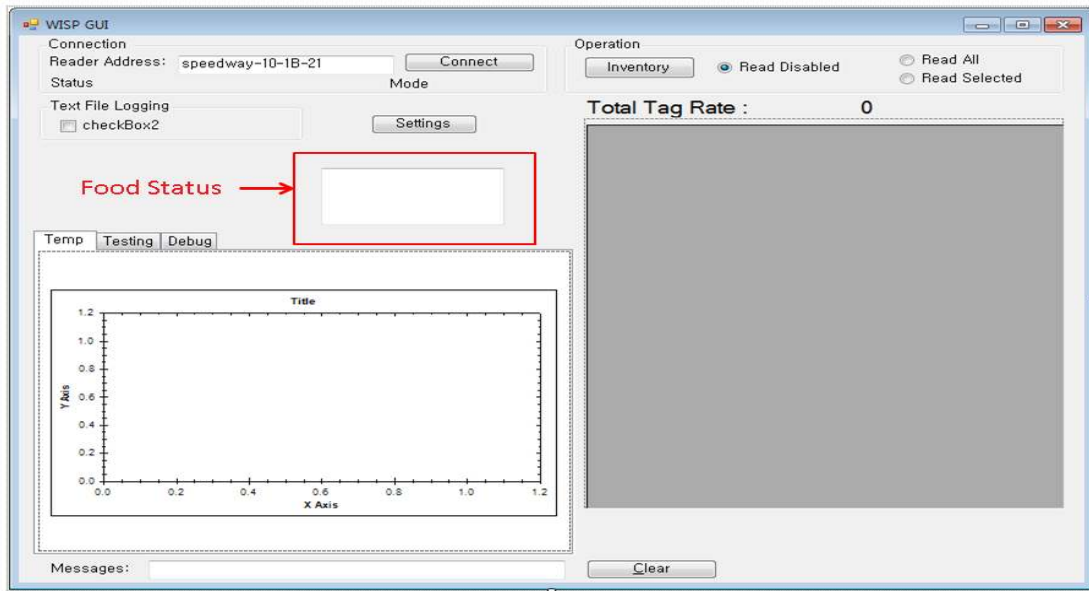 WISP GUI
Connection
Reader Address: speedway-10-1B-21 Connect
Status Mode
Text File Logging
checkBox2
Settings
Food Status
Operation
Inventory Read Disabled Read All
Read Selected
Total Tag Rate : 0
Temp Testing Debug
Title
Y Axis
1.2
1.0
0.8
0.6
0.4
0.2
0.0
0.0 0.2 0.4 0.6 0.8 1.0 1.2
X Axis
Messages:
Clear